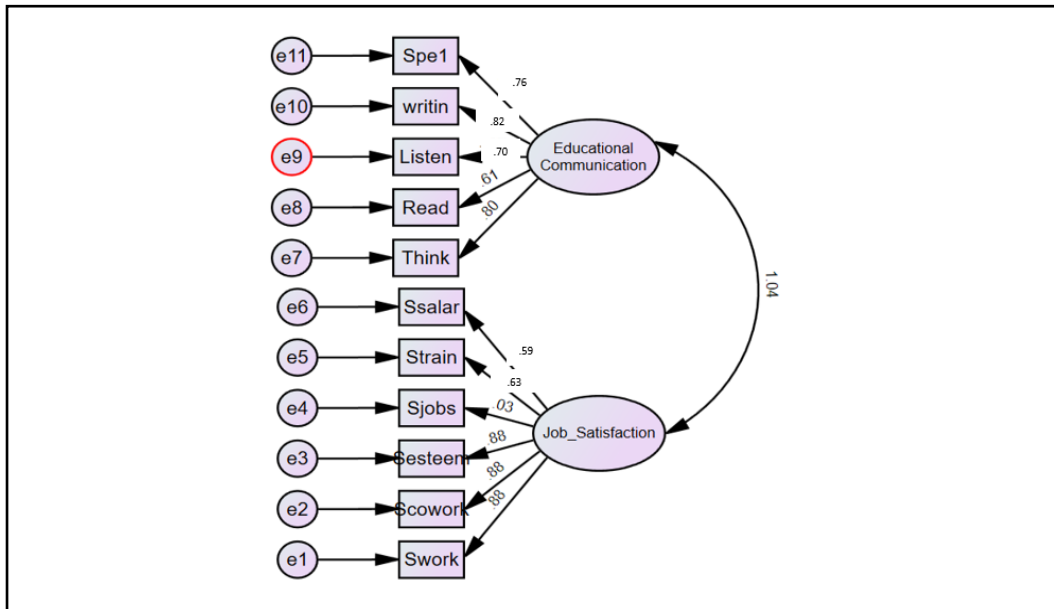 e11 Spe1
.76
e10 writin
.82
Educational
Communication
e9 Listen
.70
e8 Read
.61
.80
e7 Think
1.04
e6 Ssalar
.59
e5 Strain
.63
e4 Sjobs
.03
Job_Satisfaction
e3 Sesteem
.88
e2 Scowork
.88
.88
e1 Swork